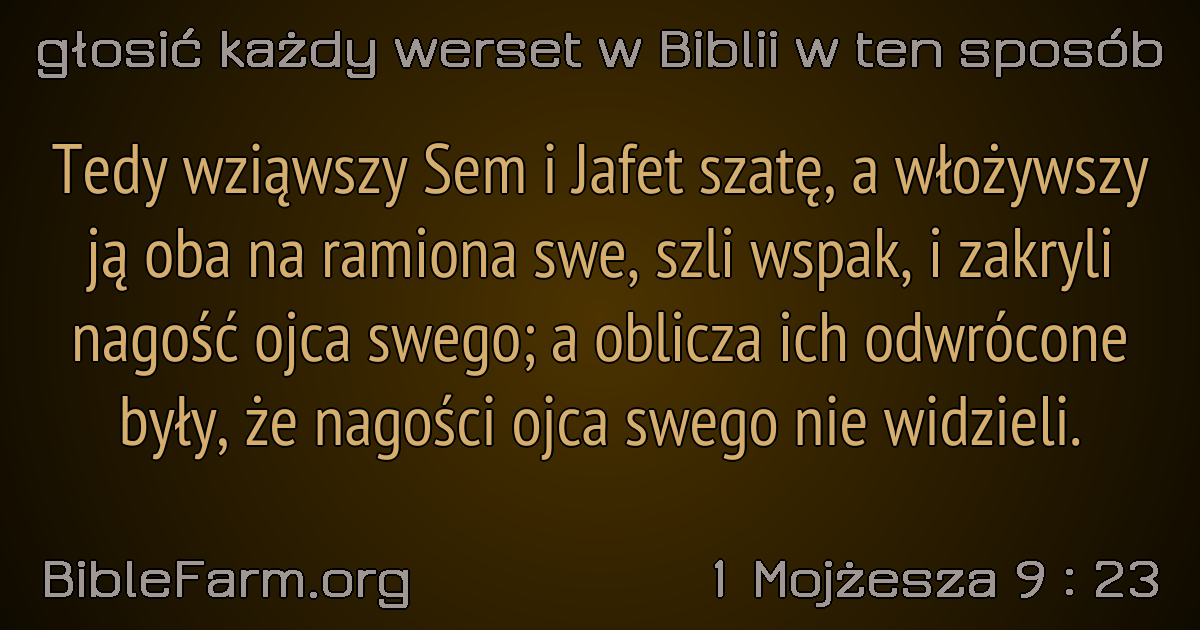 głosić każdy werset w Biblii w ten sposób
Tedy wziąwszy Sem i Jafet szatę, a włożywszy
ją oba na ramiona swe, szli wspak, i zakryli
nagość ojca swego; a oblicza ich odwrócone
były, że nagości ojca swego nie widzieli.
BibleFarm.org
1 Mojżesza 9 : 23